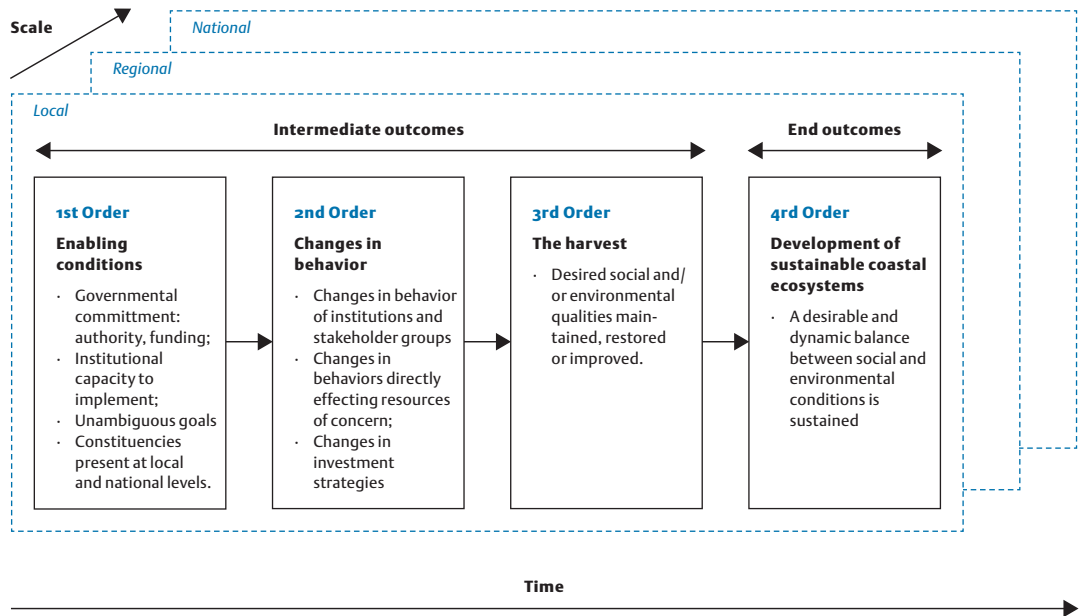 Scale
National
Regional
Local
Intermediate outcomes
End outcomes
1st Order
Enabling
conditions
· Governmental
committment:
authority, funding;
· Institutional
capacity to
implement;
· Unambiguous goals
· Constituencies
present at local
and national levels.
2nd Order
Changes in
behavior
· Changes in behavior
of institutions and
stakeholder groups
· Changes in
behaviors directly
effecting resources
of concern;
· Changes in
investment
strategies
3rd Order
The harvest
· Desired social and/
or environmental
qualities main-
tained, restored
or improved.
4rd Order
Development of
sustainable coastal
ecosystems
· A desirable and
dynamic balance
between social and
environmental
conditions is
sustained
Time